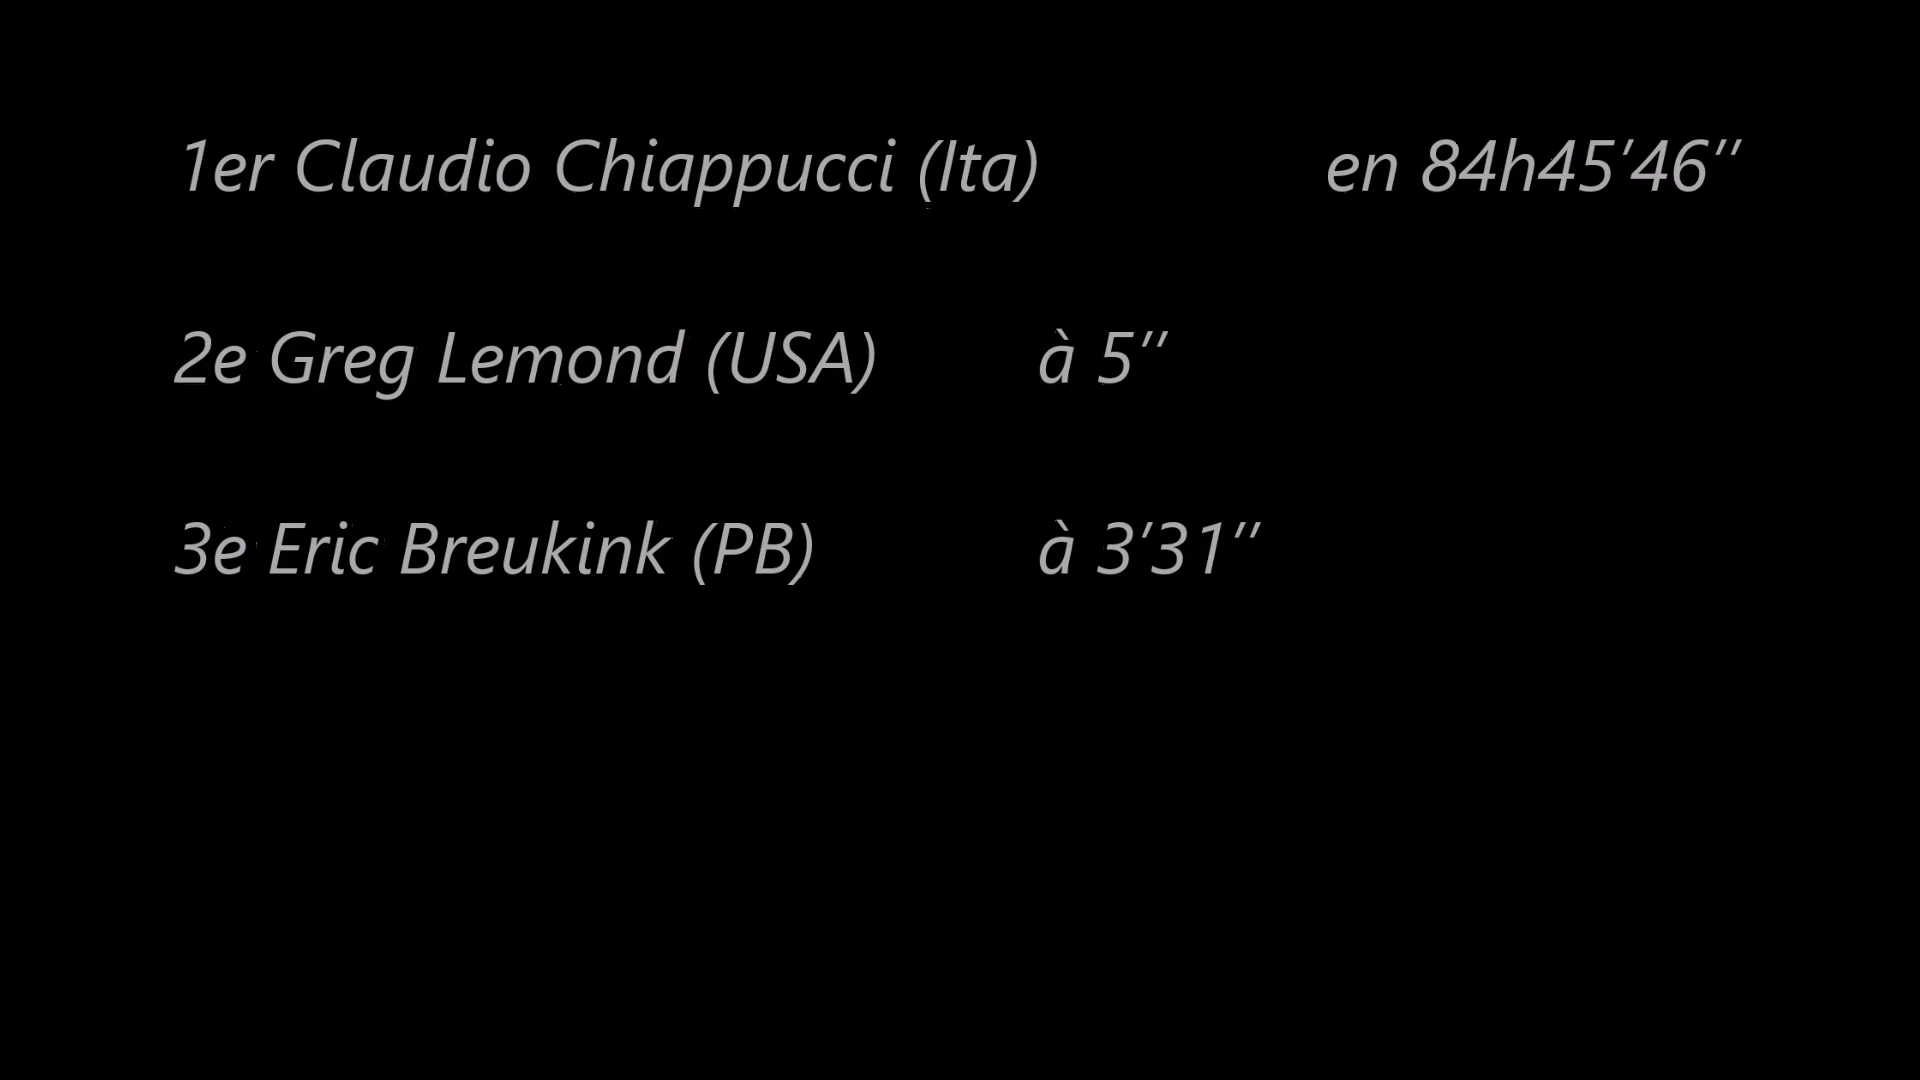 1er Claudio Chiappucci (Ita) en 84h45’46’’
2e Greg Lemond (USA) à 5’’
3e Eric Breukink (PB) à 3’31’’